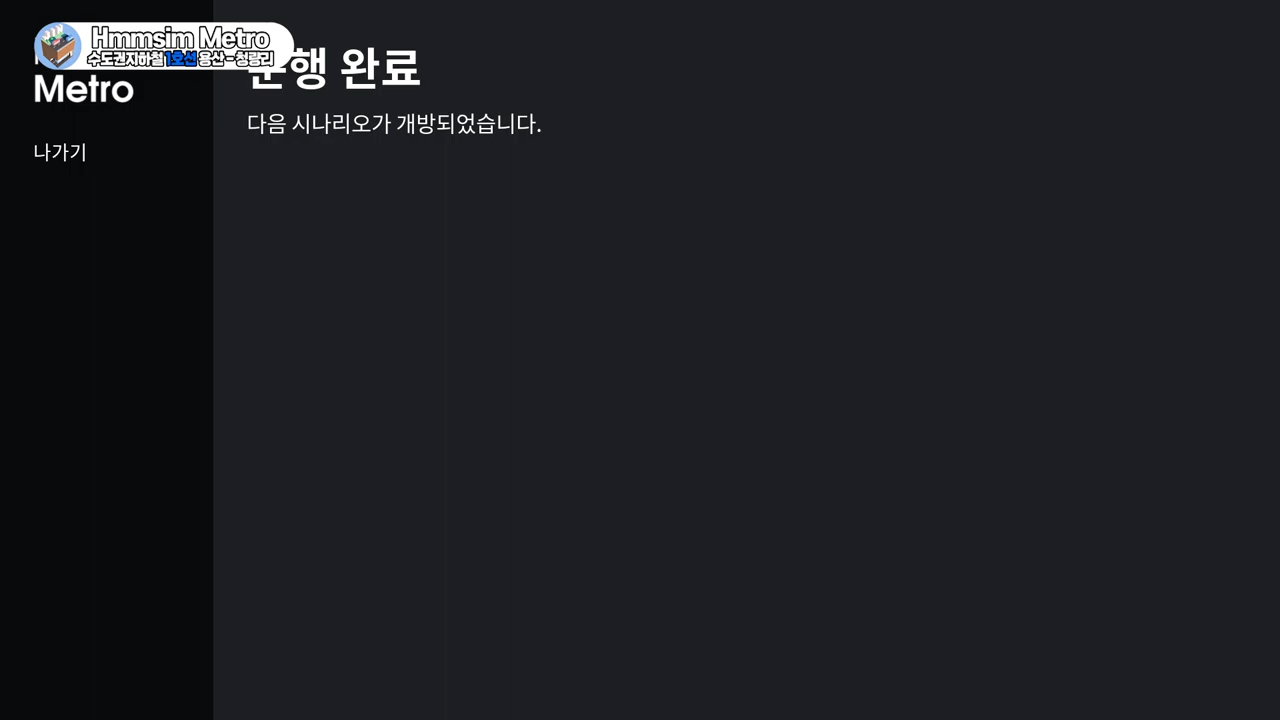 Hmmsim Metro
수도권지하철 1호선 용산-청량리
Metro
나가기
운행 완료
다음 시나리오가 개방되었습니다.